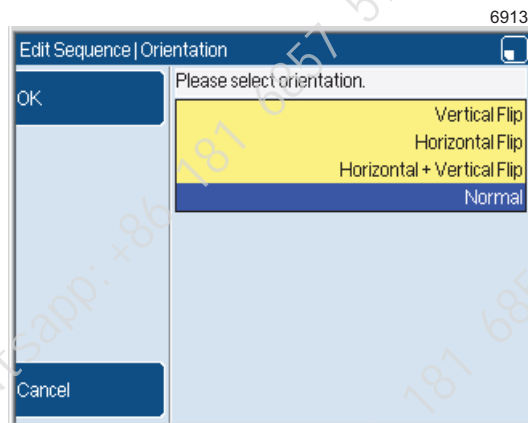 6913
Edit Sequence | Orientation
OK
Please select orientation.
Vertical Flip
Horizontal Flip
Horizontal + Vertical Flip
Normal
Cancel